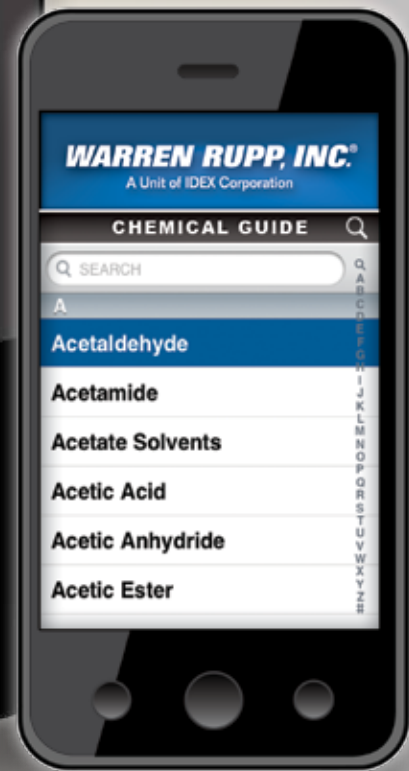 WARREN RUPP, INC.®
A Unit of IDEX Corporation
CHEMICAL GUIDE
SEARCH
A
Acetaldehyde
Acetamide
Acetate Solvents
Acetic Acid
Acetic Anhydride
Acetic Ester
A
B
C
D
E
F
G
H
I
J
K
L
M
N
O
P
Q
R
S
T
U
V
W
X
Y
Z
#